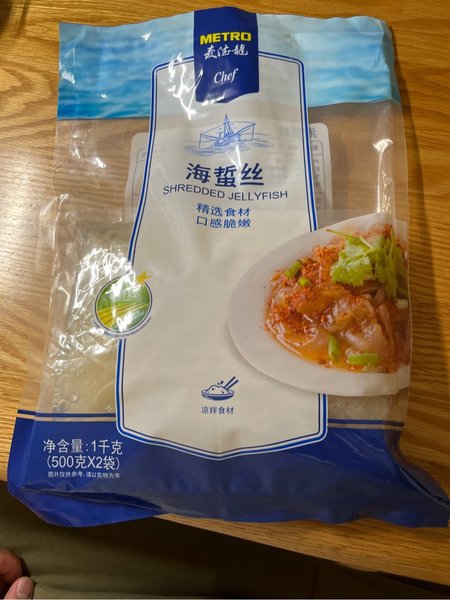 METRO
麦德龍
Chef
海蜇丝
SHREDDED JELLYFISH
精选食材
口感脆嫩
凉拌食材
净含量:1千克
(500克X2袋)
图片仅供参考,请以实物为准